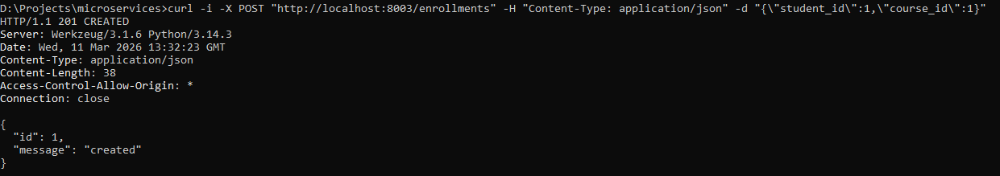 D:\Projects\microservices>curl -i -X POST "http://localhost:8003/enrollments" -H "Content-Type: application/json" -d "{\"student_id\":1,\"course_id\":1}"
HTTP/1.1 201 CREATED
Server: Werkzeug/3.1.6 Python/3.14.3
Date: Wed, 11 Mar 2026 13:32:23 GMT
Content-Type: application/json
Content-Length: 38
Access-Control-Allow-Origin: *
Connection: close

{
  "id": 1,
  "message": "created"
}